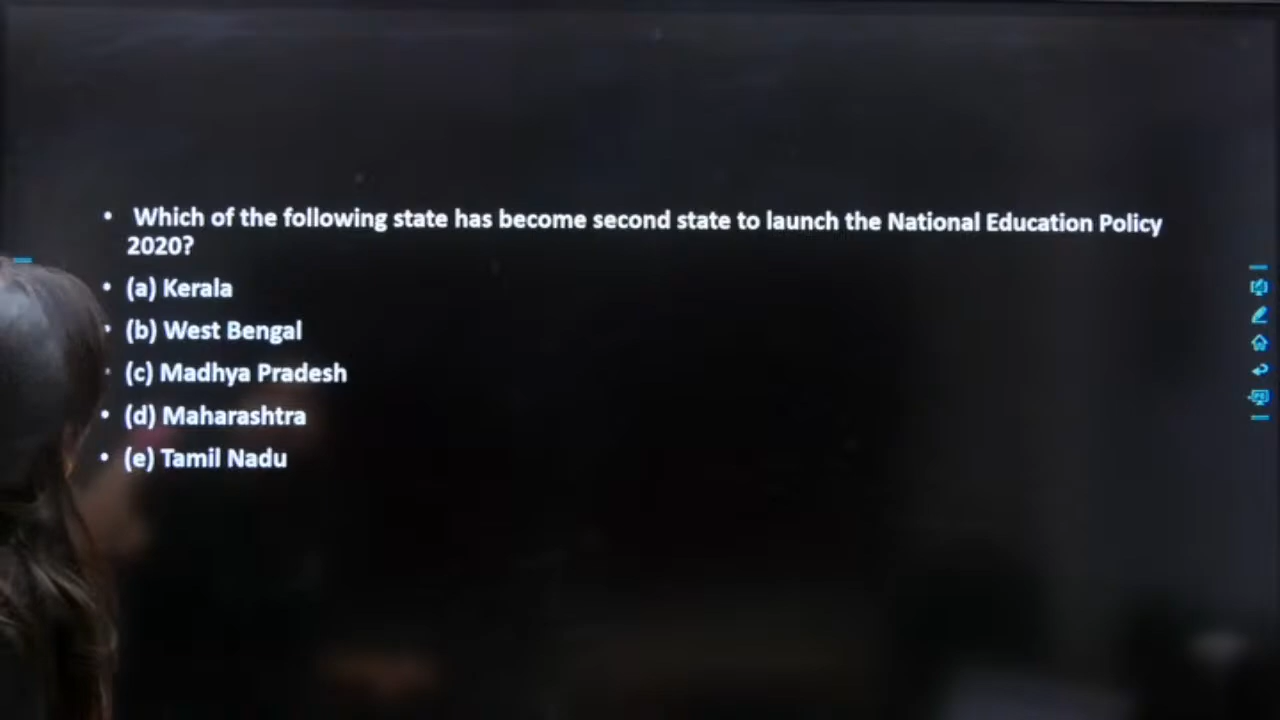 • Which of the following state has become second state to launch the National Education Policy
2020?
• (a) Kerala
• (b) West Bengal
• (c) Madhya Pradesh
• (d) Maharashtra
• (e) Tamil Nadu